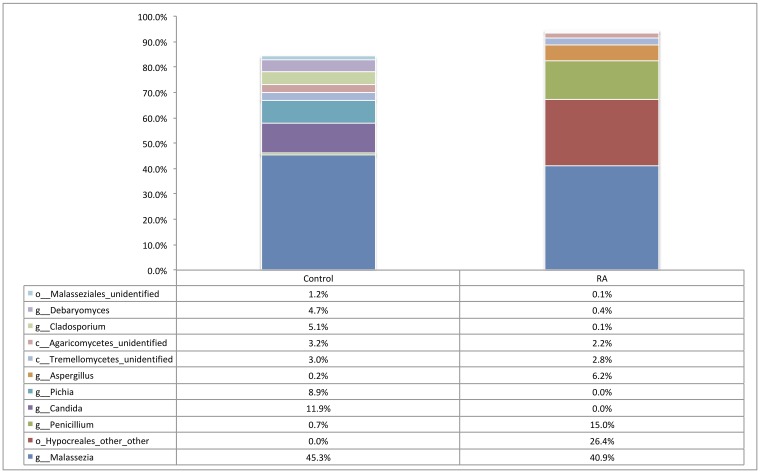 100.0%
90.0%
80.0%
70.0%
60.0%
50.0%
40.0%
30.0%
20.0%
10.0%
0.0%
Control RA
o__Malasseziales_unidentified 1.2% 0.1%
g__Debaryomyces 4.7% 0.4%
g__Cladosporium 5.1% 0.1%
c__Agaricomycetes_unidentified 3.2% 2.2%
c__Tremellomycetes_unidentified 3.0% 2.8%
g__Aspergillus 0.2% 6.2%
g__Pichia 8.9% 0.0%
g__Candida 11.9% 0.0%
g__Penicillium 0.7% 15.0%
o_Hypocreales_other_other 0.0% 26.4%
g__Malassezia 45.3% 40.9%